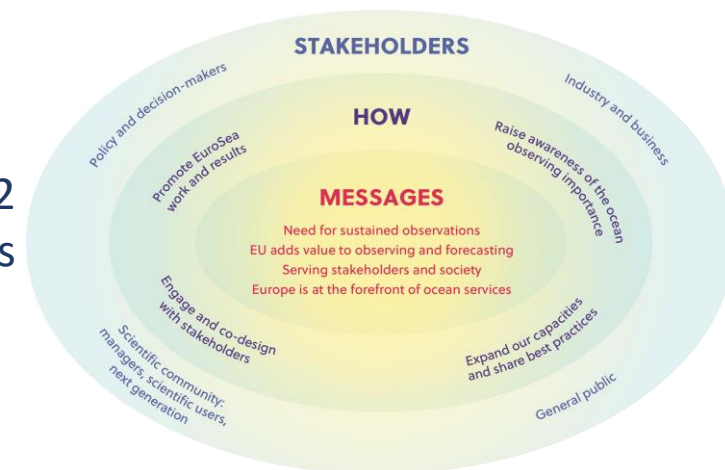 STAKEHOLDERS
Policy and decision-makers
Industry and business
HOW
Promote EuroSea
work and results
Raise awareness of the ocean
observing importance
2
s
MESSAGES
Need for sustained observations
EU adds value to observing and forecasting
Serving stakeholders and society
Europe is at the forefront of ocean services
Engage and co-design
with stakeholders
Expand our capacities
and share best practices
Scientific community:
managers, scientific users,
next generation
General public